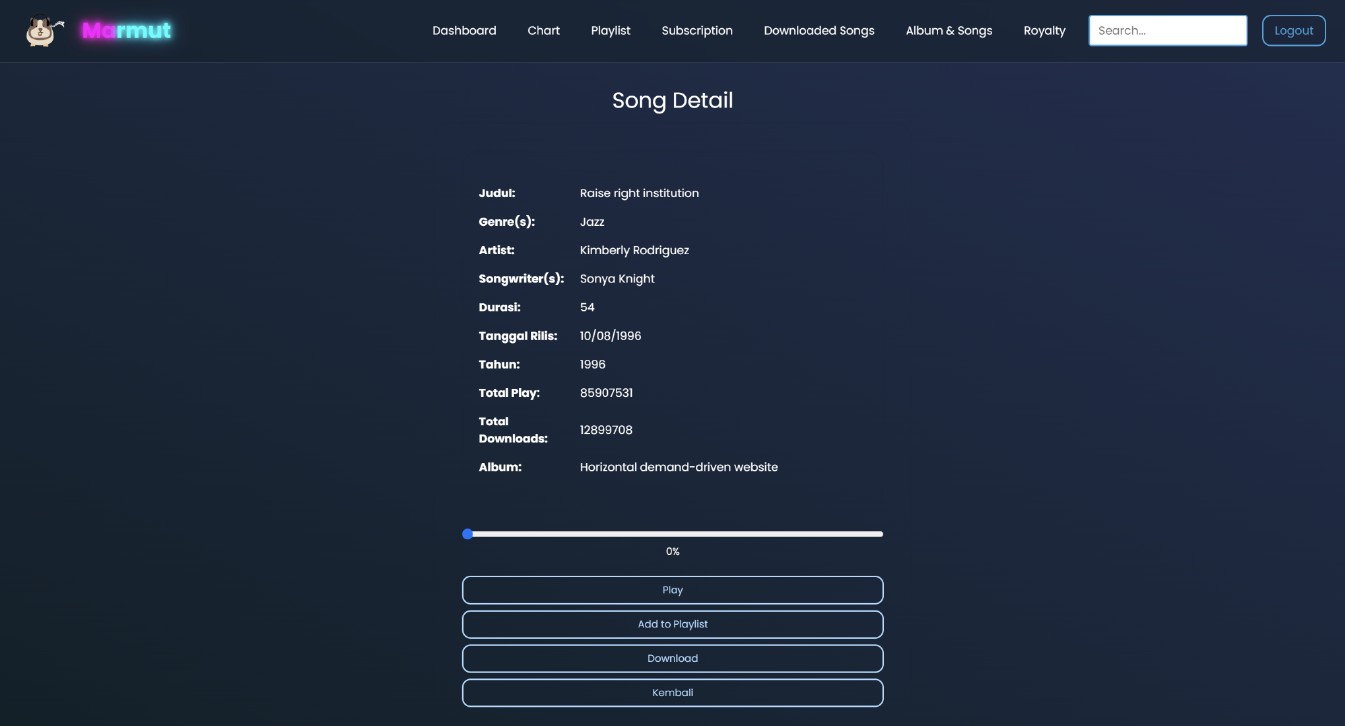 Marmut Dashboard Chart Playlist Subscription Downloaded Songs Album & Songs Royalty Search... Logout
Song Detail
Judul: Raise right institution
Genre(s): Jazz
Artist: Kimberly Rodriguez
Songwriter(s): Sonya Knight
Durasi: 54
Tanggal Rilis: 10/08/1996
Tahun: 1996
Total Play: 85907531
Total
Downloads: 12899708
Album: Horizontal demand-driven website
0%
Play
Add to Playlist
Download
Kembali